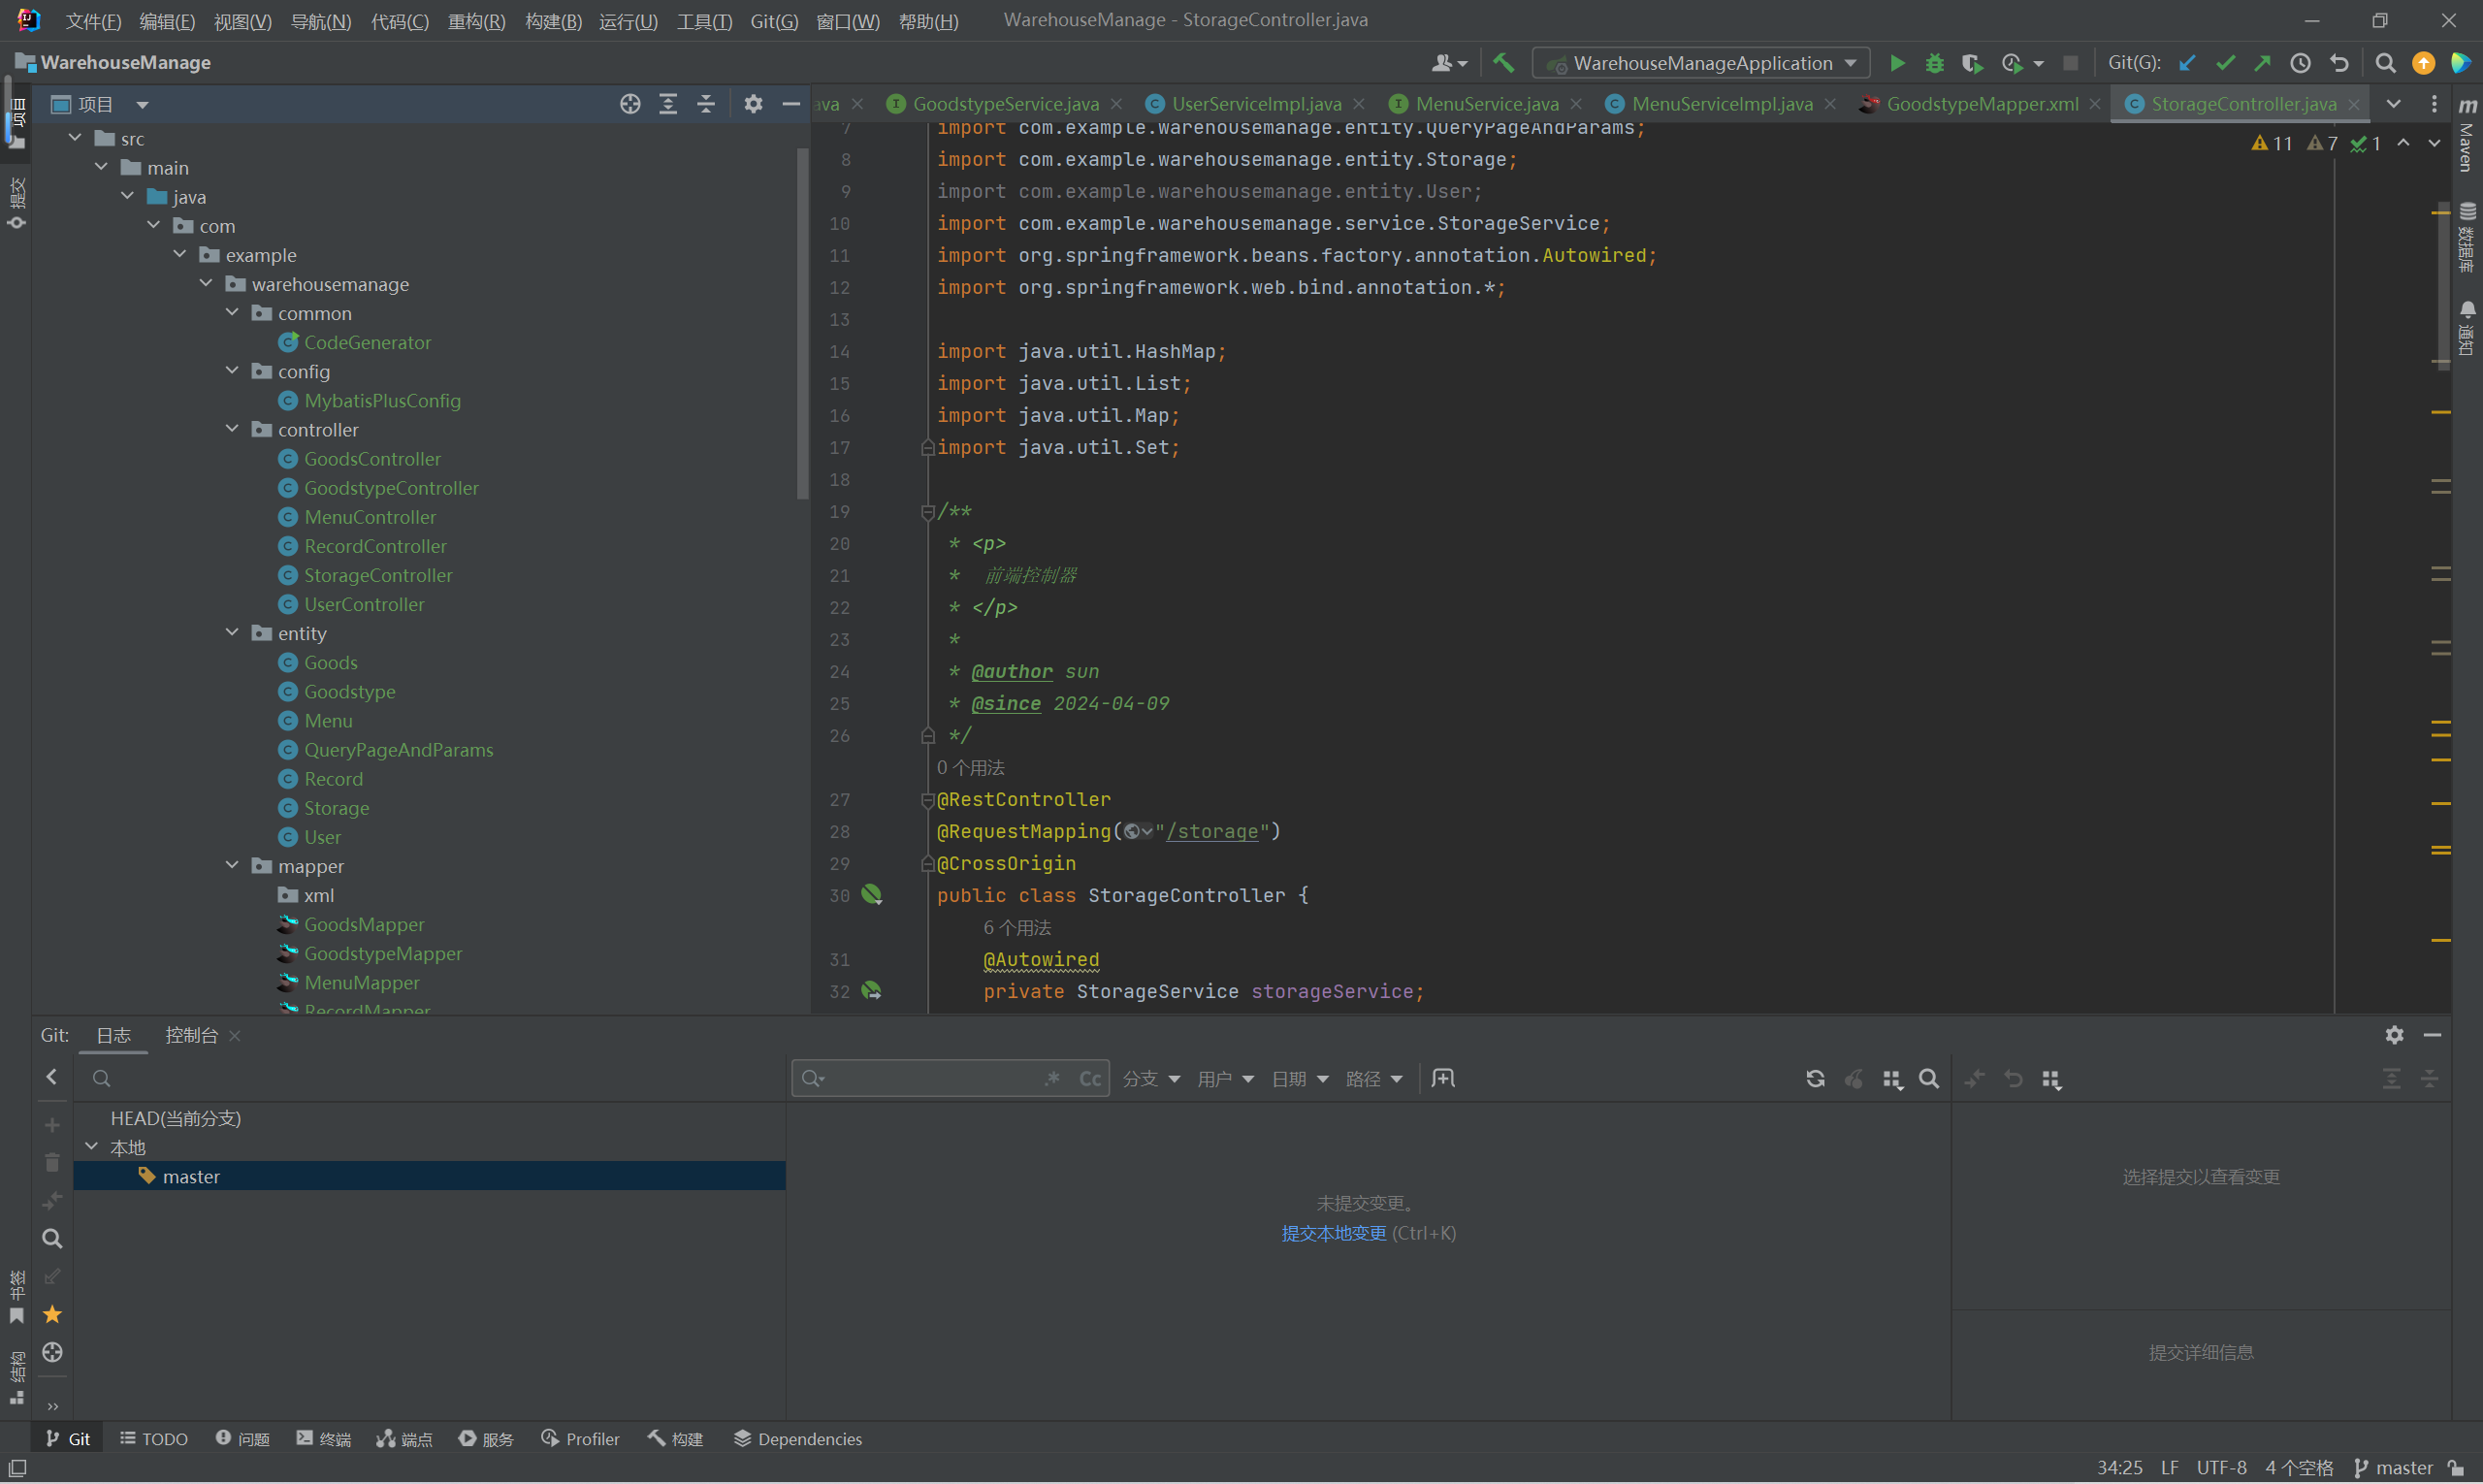 文件(F) 编辑(E) 视图(V) 导航(N) 代码(C) 重构(R) 构建(B) 运行(U) 工具(T) Git(G) 窗口(W) 帮助(H) WarehouseManage - StorageController.java
WarehouseManage
WarehouseManageApplication
Git(G):
项目
ava
GoodstypeService.java
UserServiceImpl.java
MenuService.java
MenuServiceImpl.java
GoodstypeMapper.xml
StorageController.java
项目
提交
书签
结构
src
main
java
com
example
warehousemanage
common
CodeGenerator
config
MybatisPlusConfig
controller
GoodsController
GoodstypeController
MenuController
RecordController
StorageController
UserController
entity
Goods
Goodstype
Menu
QueryPageAndParams
Record
Storage
User
mapper
xml
GoodsMapper
GoodstypeMapper
MenuMapper
RecordMapper
7 import com.example.warehousemanage.entity.QueryPageAndParams;
8 import com.example.warehousemanage.entity.Storage;
9 import com.example.warehousemanage.entity.User;
10 import com.example.warehousemanage.service.StorageService;
11 import org.springframework.beans.factory.annotation.Autowired;
12 import org.springframework.web.bind.annotation.*;
13
14 import java.util.HashMap;
15 import java.util.List;
16 import java.util.Map;
17 import java.util.Set;
18
19 /**
20 * <p>
21 * 前端控制器
22 * </p>
23 *
24 * @author sun
25 * @since 2024-04-09
26 */
0 个用法
27 @RestController
28 @RequestMapping("/storage")
29 @CrossOrigin
30 public class StorageController {
6 个用法
31 @Autowired
32 private StorageService storageService;
11 7 1
m Maven
数据库
通知
Git: 日志 控制台
.* Cc 分支 用户 日期 路径
HEAD(当前分支)
本地
master
未提交变更。
提交本地变更 (Ctrl+K)
选择提交以查看变更
提交详细信息
Git TODO 问题 终端 端点 服务 Profiler 构建 Dependencies
34:25 LF UTF-8 4 个空格 master